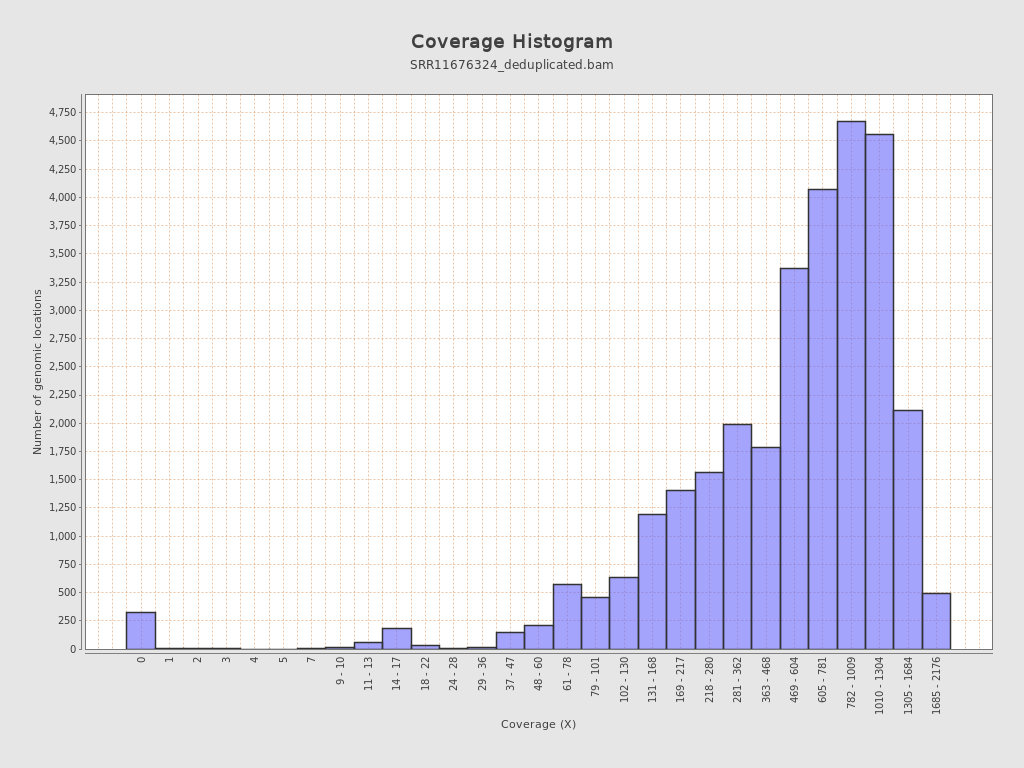 Coverage Histogram
SRR11676324_deduplicated.bam
Number of genomic locations
4,750
4,500
4,250
4,000
3,750
3,500
3,250
3,000
2,750
2,500
2,250
2,000
1,750
1,500
1,250
1,000
750
500
250
0
0
1
2
3
4
5
7
9 - 10
11 - 13
14 - 17
18 - 22
24 - 28
29 - 36
37 - 47
48 - 60
61 - 78
79 - 101
102 - 130
131 - 168
169 - 217
218 - 280
281 - 362
363 - 468
469 - 604
605 - 781
782 - 1009
1010 - 1304
1305 - 1684
1685 - 2176
Coverage (X)